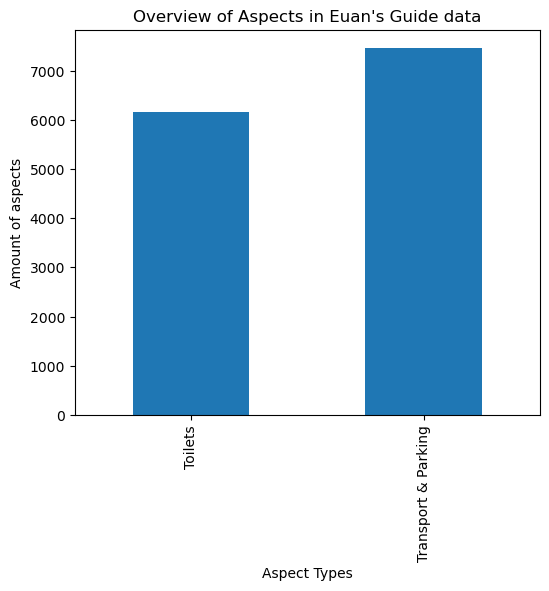 Overview of Aspects in Euan's Guide data
Amount of aspects
7000
6000
5000
4000
3000
2000
1000
0
Toilets
Transport & Parking
Aspect Types